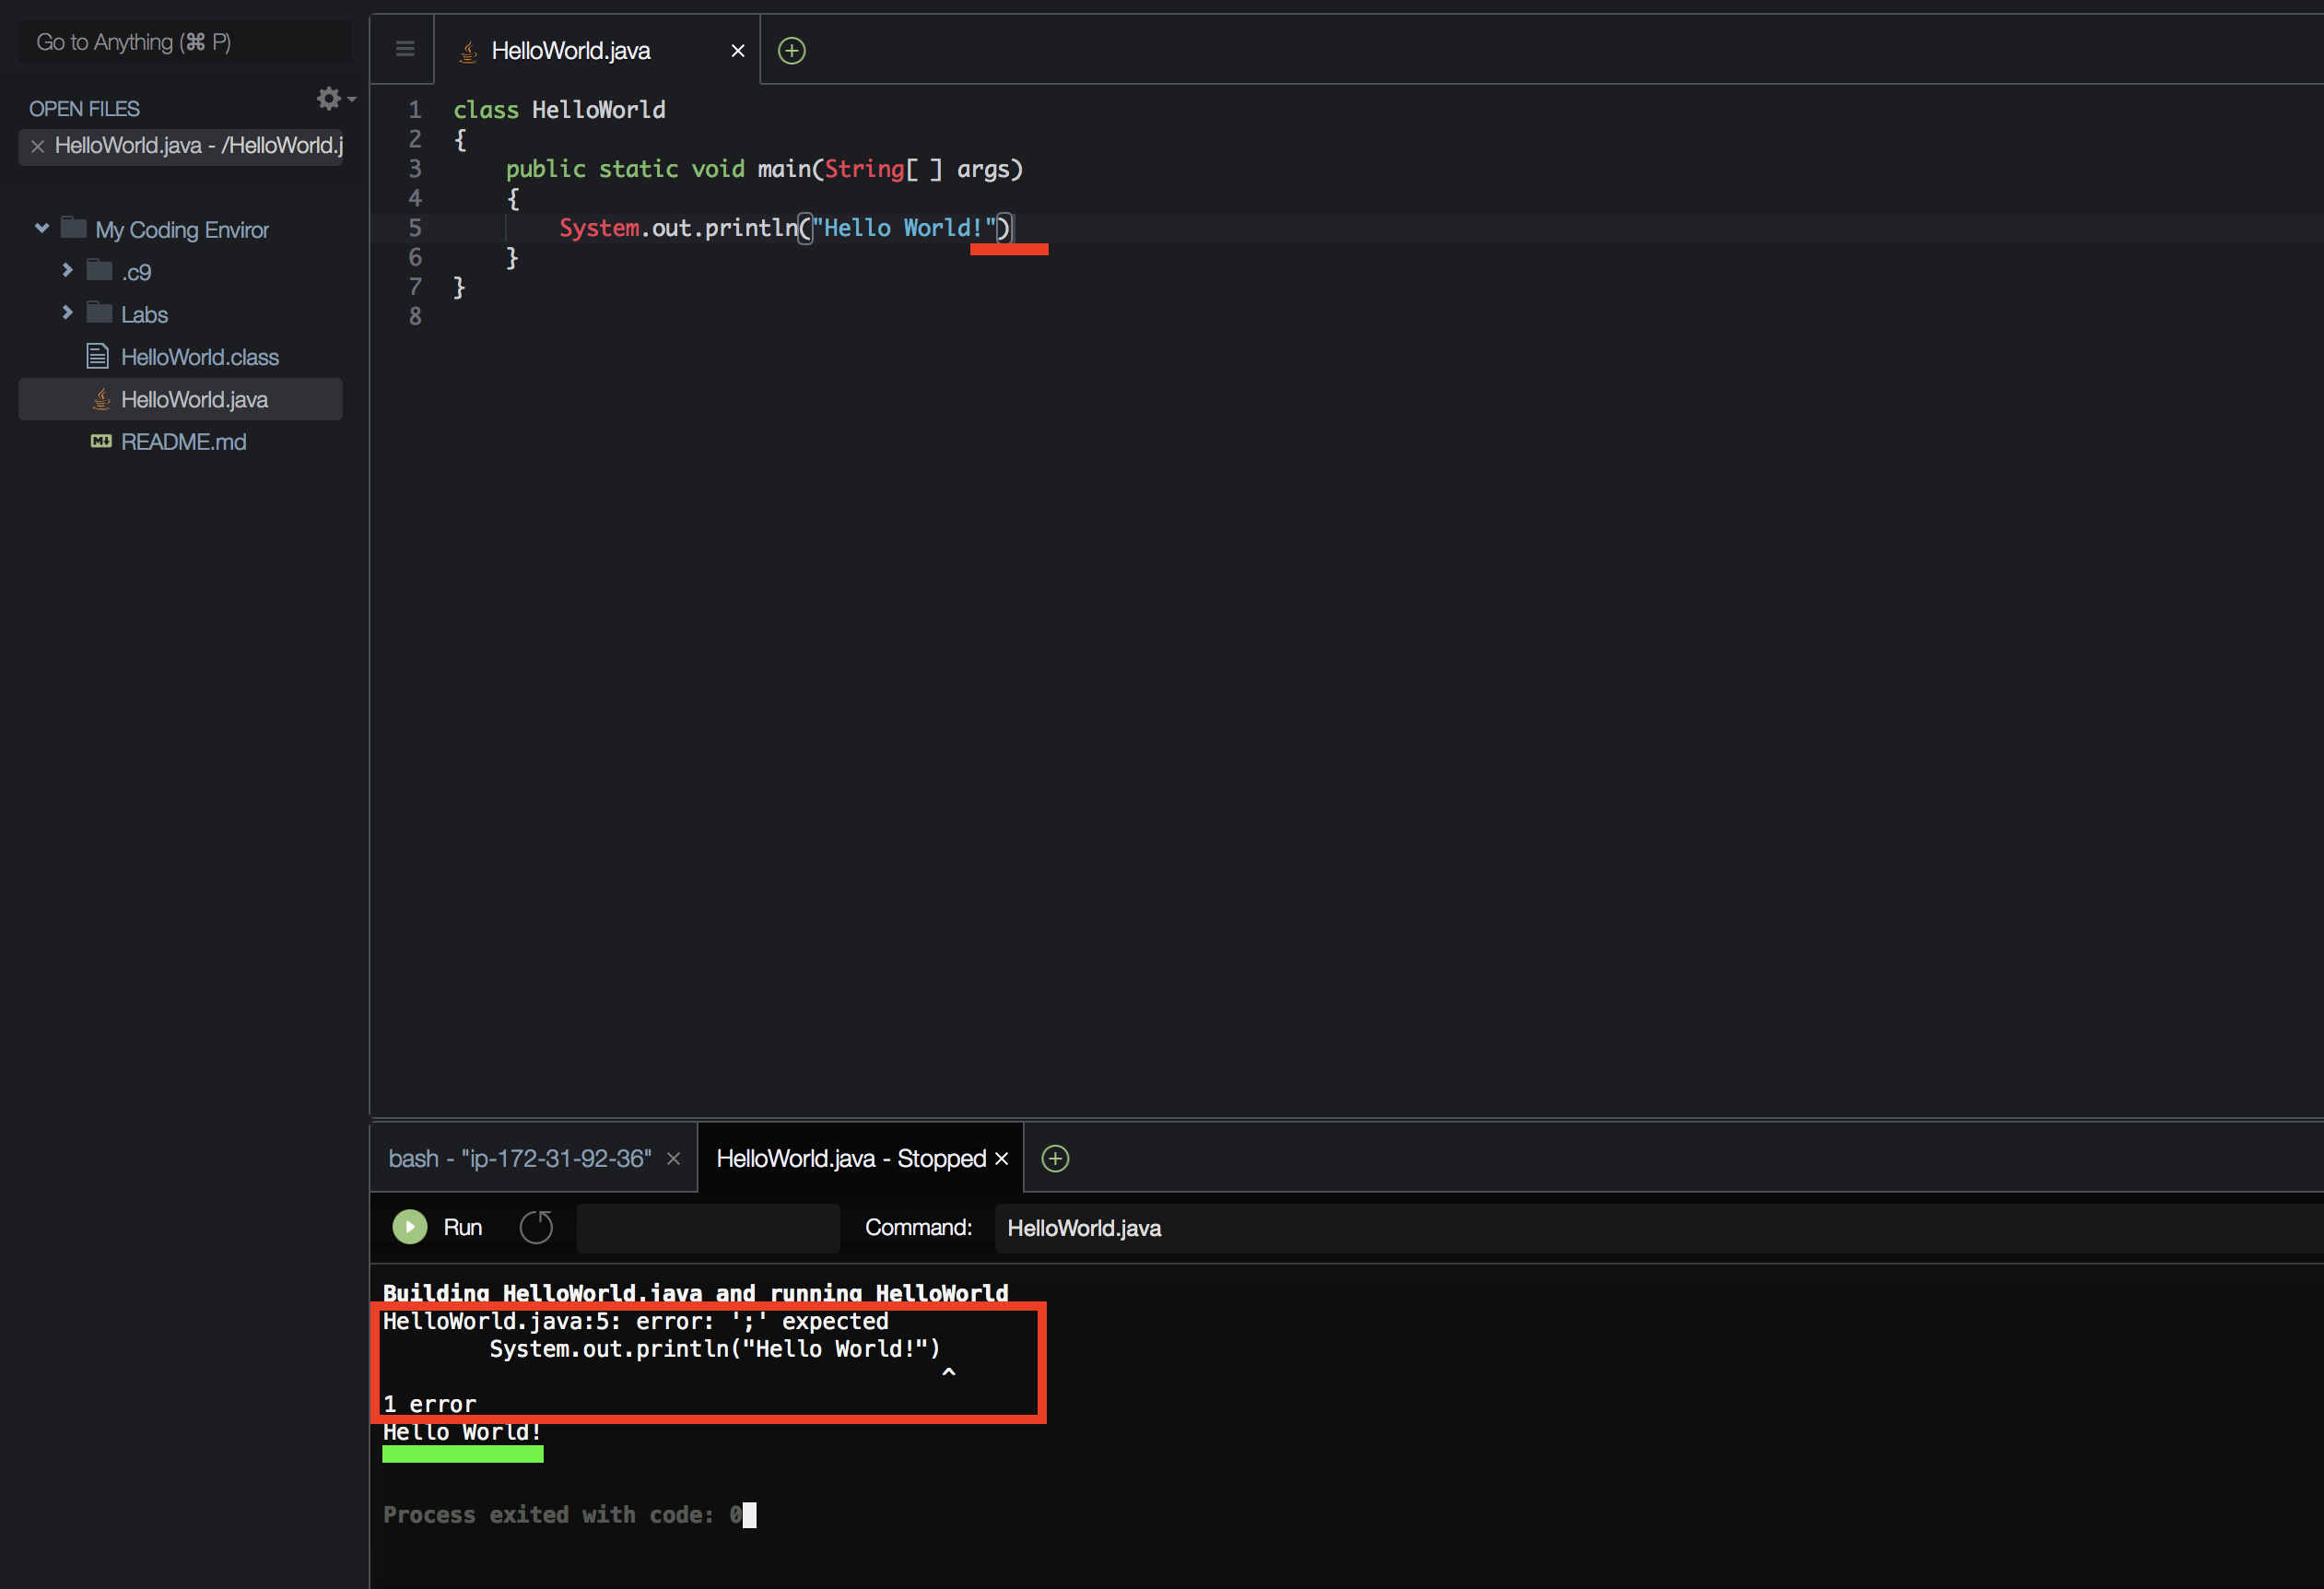 Go to Anything (⌘ P)
OPEN FILES
HelloWorld.java - /HelloWorld.j
My Coding Enviror
.c9
Labs
HelloWorld.class
HelloWorld.java
README.md
HelloWorld.java
1 class HelloWorld
2 {
3     public static void main(String[ ] args)
4     {
5         System.out.println("Hello World!")
6     }
7 }
8
bash - "ip-172-31-92-36"
HelloWorld.java - Stopped
Run
Command:
HelloWorld.java
Building HelloWorld.java and running HelloWorld
HelloWorld.java:5: error: ';' expected
        System.out.println("Hello World!")
                                          ^
1 error
Hello World!
Process exited with code: 0